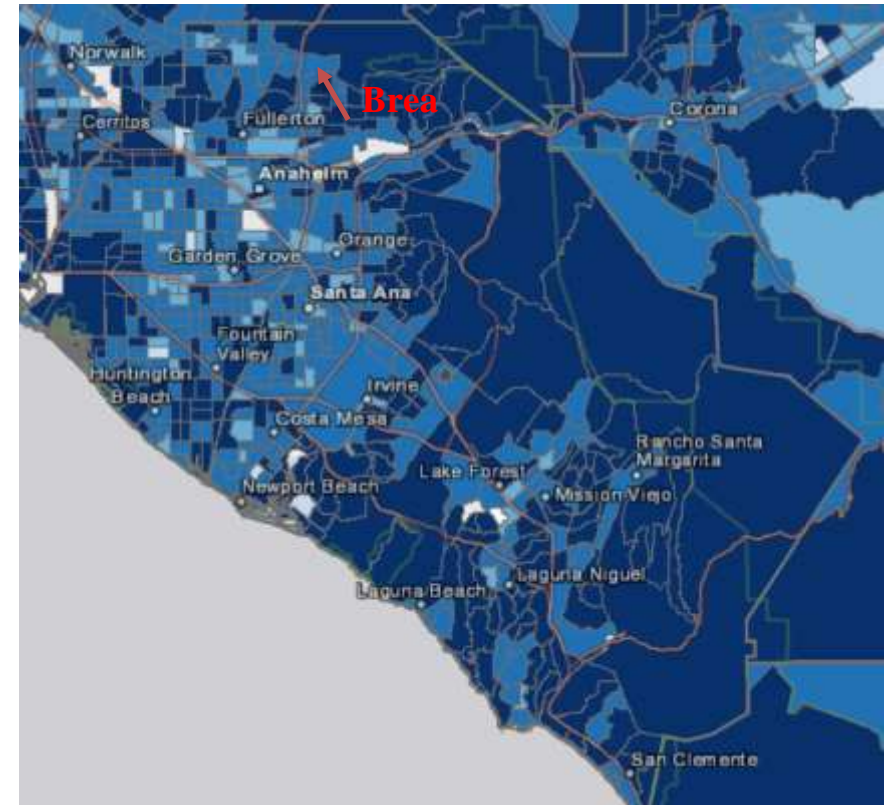 Norwalk
Brea
Corona
Cerritos
Fullerton
Anaheim
Orange
Garden Grove
Santa Ana
Fountain
Valley
Huntington
Beach
Irvine
Costa Mesa
Rancho Santa
Margarita
Lake Forest
Newport Beach
Mission Viejo
Laguna Niguel
Laguna Beach
San Clemente